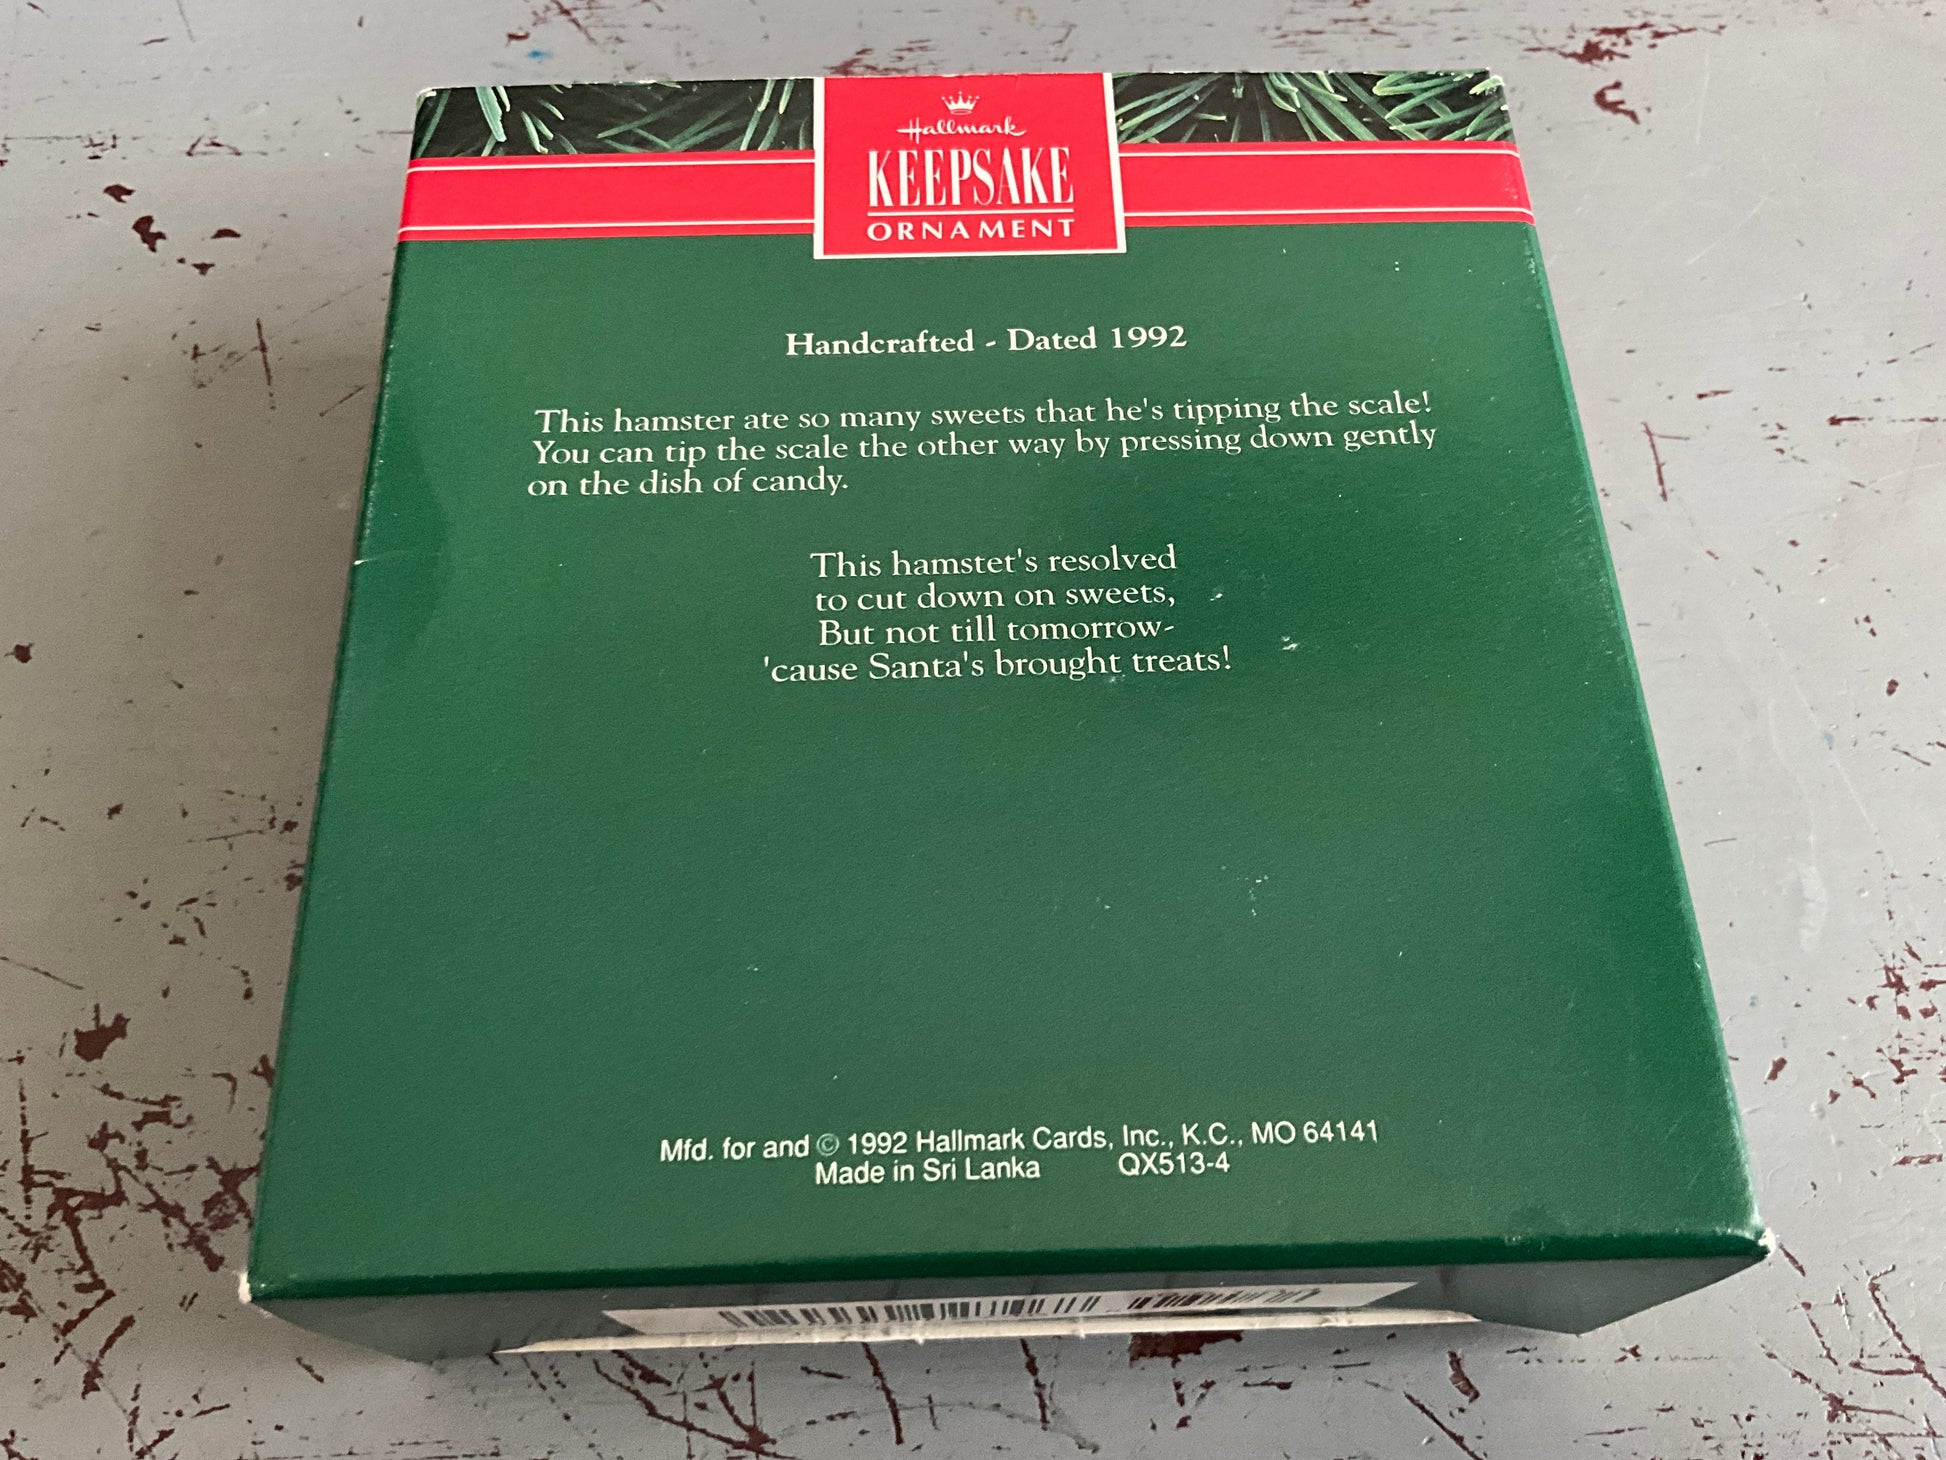 Hallmark
KEEPSAKE
ORNAMENT
Handcrafted - Dated 1992
This hamster ate so many sweets that he's tipping the scale!
You can tip the scale the other way by pressing down gently
on the dish of candy.
This hamstet's resolved
to cut down on sweets,
But not till tomorrow-
'cause Santa's brought treats!
Mfd. for and © 1992 Hallmark Cards, Inc., K.C., MO 64141
Made in Sri Lanka QX513-4